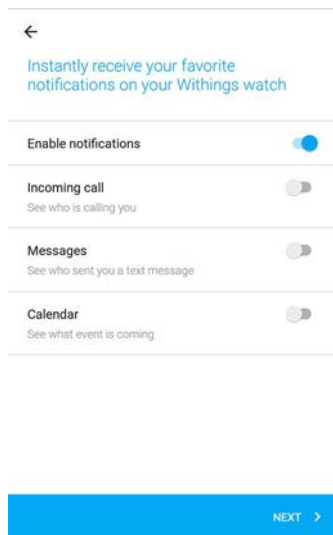 Instantly receive your favorite
notifications on your Withings watch
Enable notifications
Incoming call
See who is calling you
Messages
See who sent you a text message
Calendar
See what event is coming
NEXT